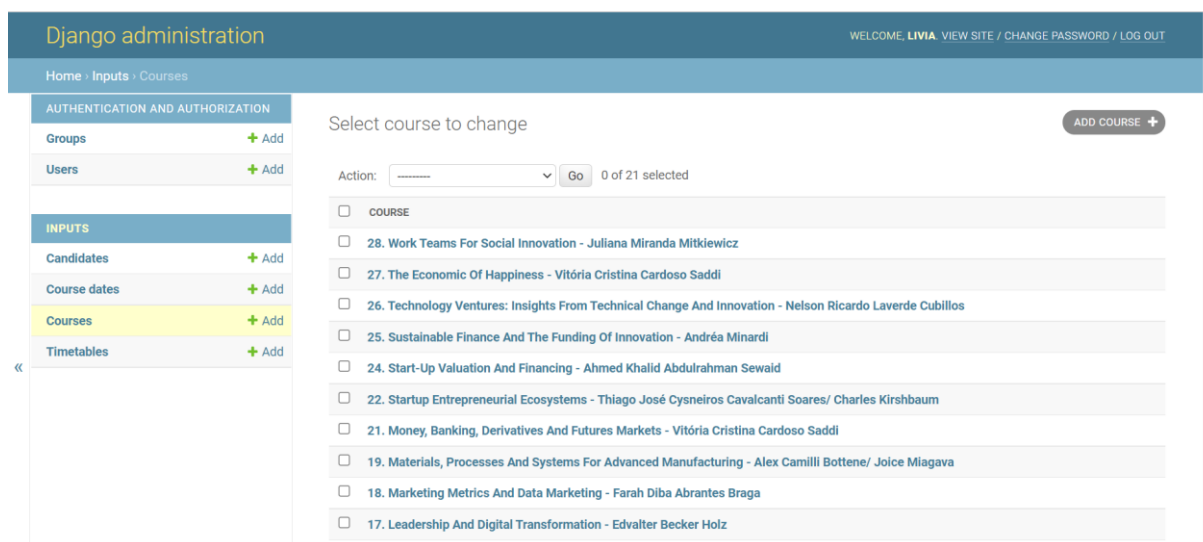 Django administration
WELCOME, LIVIA. VIEW SITE / CHANGE PASSWORD / LOG OUT
Home › Inputs › Courses
AUTHENTICATION AND AUTHORIZATION
Groups + Add
Users + Add
INPUTS
Candidates + Add
Course dates + Add
Courses + Add
Timetables + Add
«
Select course to change
ADD COURSE +
Action: --------- Go 0 of 21 selected
COURSE
28. Work Teams For Social Innovation - Juliana Miranda Mitkiewicz
27. The Economic Of Happiness - Vitória Cristina Cardoso Saddi
26. Technology Ventures: Insights From Technical Change And Innovation - Nelson Ricardo Laverde Cubillos
25. Sustainable Finance And The Funding Of Innovation - Andréa Minardi
24. Start-Up Valuation And Financing - Ahmed Khalid Abdulrahman Sewaid
22. Startup Entrepreneurial Ecosystems - Thiago José Cysneiros Cavalcanti Soares/ Charles Kirshbaum
21. Money, Banking, Derivatives And Futures Markets - Vitória Cristina Cardoso Saddi
19. Materials, Processes And Systems For Advanced Manufacturing - Alex Camilli Bottene/ Joice Miagava
18. Marketing Metrics And Data Marketing - Farah Diba Abrantes Braga
17. Leadership And Digital Transformation - Edvalter Becker Holz